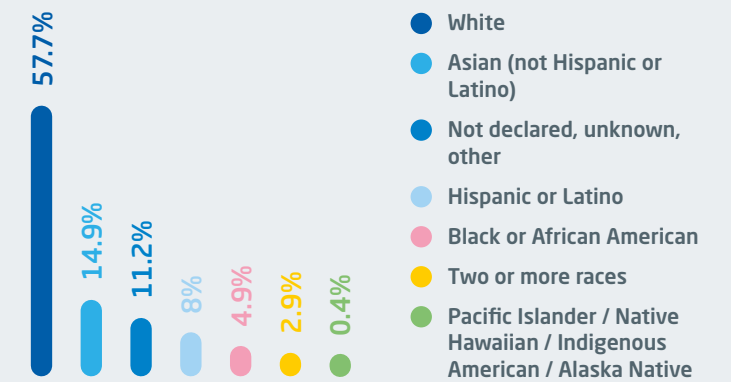 57.7%
14.9%
11.2%
8%
4.9%
2.9%
0.4%
White
Asian (not Hispanic or
Latino)
Not declared, unknown,
other
Hispanic or Latino
Black or African American
Two or more races
Pacific Islander / Native
Hawaiian / Indigenous
American / Alaska Native